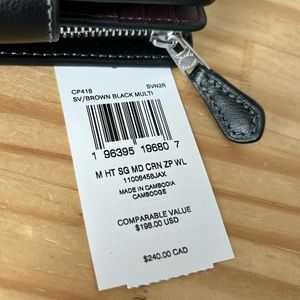 CP418 SVN2R
SV/BROWN BLACK MULTI
1 96395 19680 7
M HT SG MD CRN ZP WL
11008458JAX
MADE IN CAMBODIA
CAMBODGE
COMPARABLE VALUE
$198.00 USD
$240.00 CAD